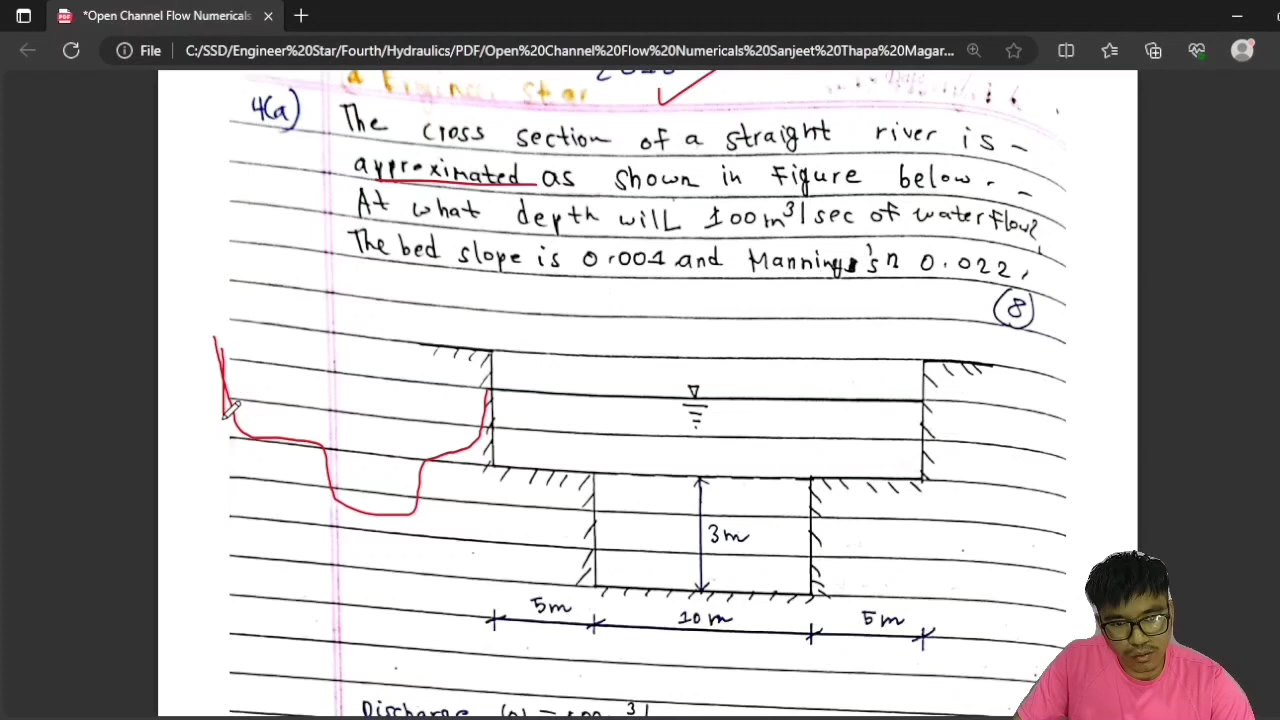 *Open Channel Flow Numericals
File
C:/SSD/Engineer%20Star/Fourth/Hydraulics/PDF/Open%20Channel%20Flow%20Numericals%20Sanjeet%20Thapa%20Magar...
4(a)
The cross section of a straight river is
approximated as shown in Figure below.
At what depth will 100m³/sec of water flow?
The bed slope is 0.001 and Manning's n 0.022.
8
3m
5m
10m
5m
Discharge (Q) = 100 m³/